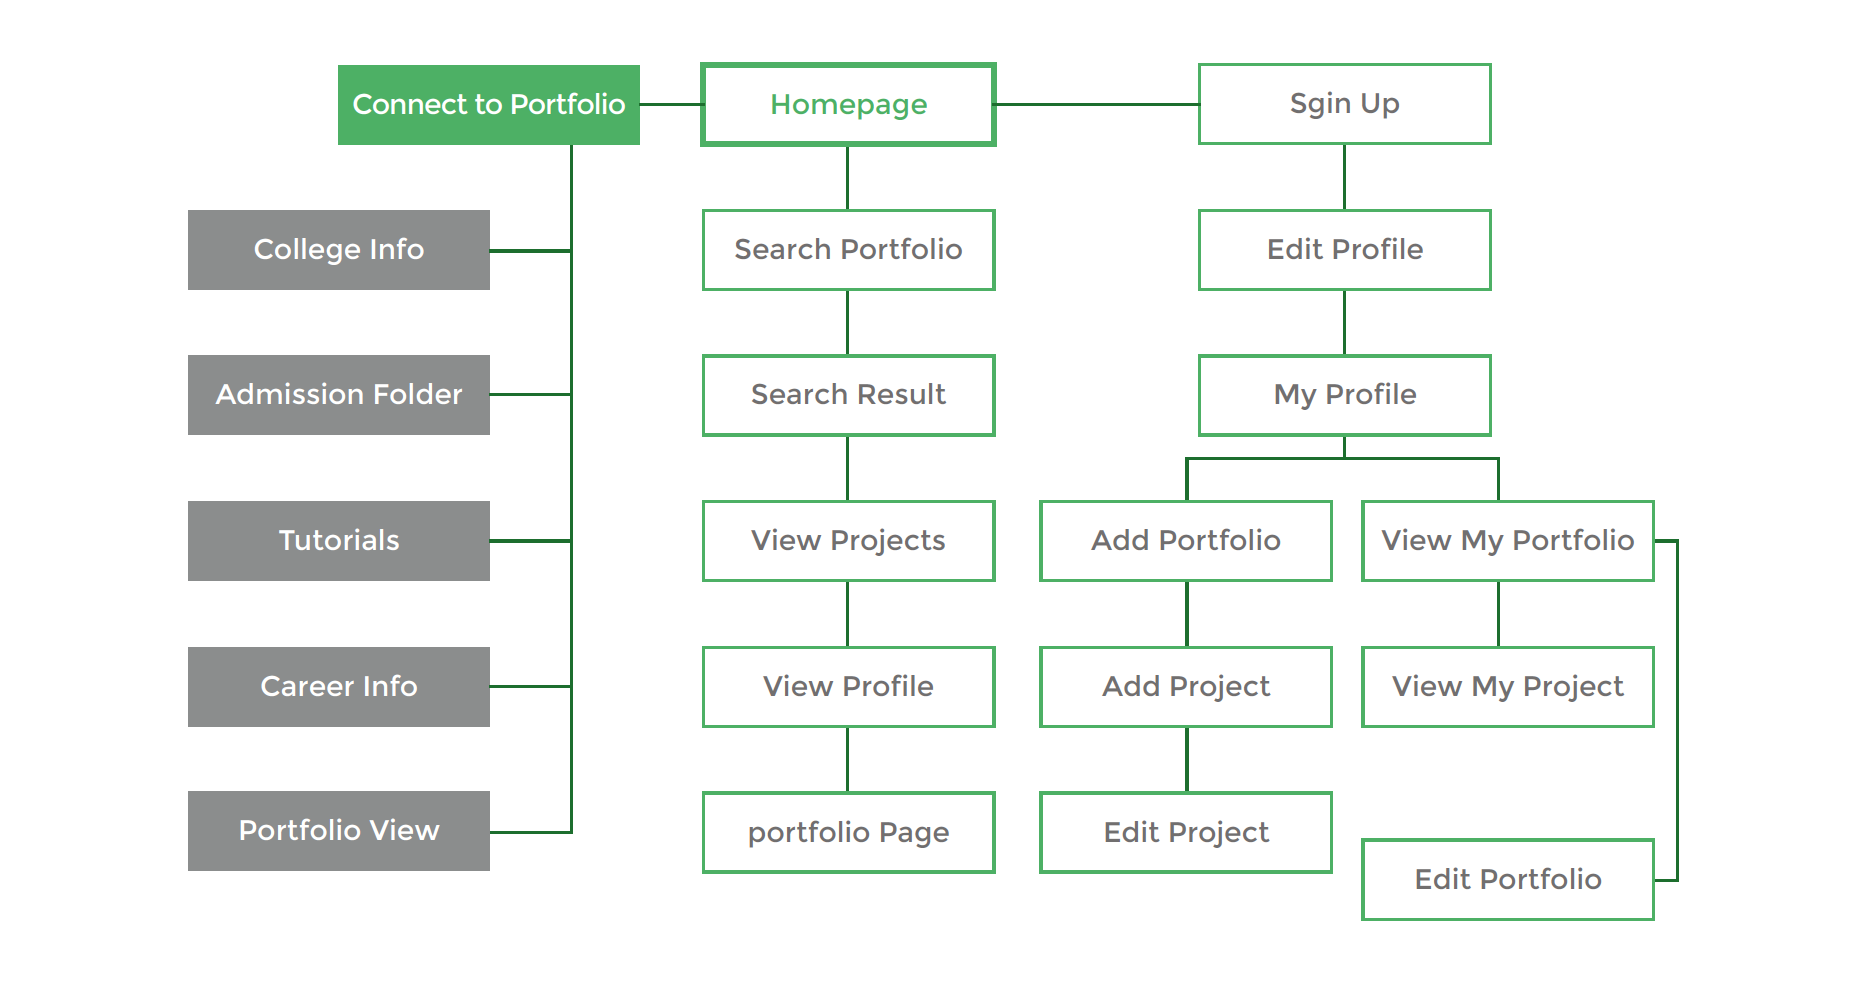 Connect to Portfolio
Homepage
Sgin Up
College Info
Search Portfolio
Edit Profile
Admission Folder
Search Result
My Profile
Tutorials
View Projects
Add Portfolio
View My Portfolio
Career Info
View Profile
Add Project
View My Project
Portfolio View
portfolio Page
Edit Project
Edit Portfolio